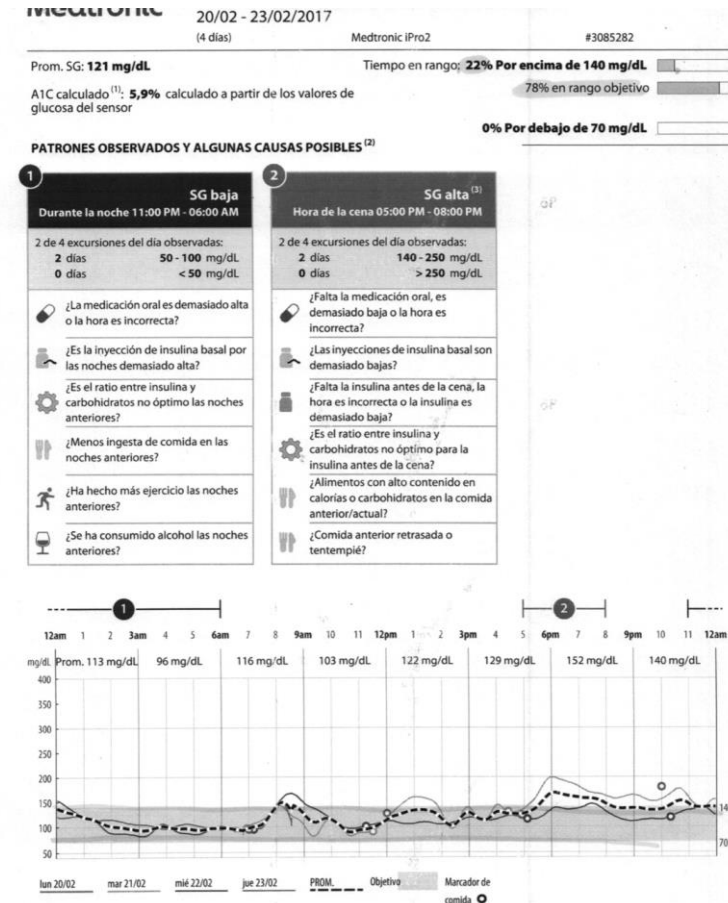 Medtronic
20/02 - 23/02/2017
(4 días)
Medtronic iPro2
#3085282
Prom. SG: 121 mg/dL
Tiempo en rango: 22% Por encima de 140 mg/dL
78% en rango objetivo
A1C calculado (1): 5,9% calculado a partir de los valores de
glucosa del sensor
0% Por debajo de 70 mg/dL
PATRONES OBSERVADOS Y ALGUNAS CAUSAS POSIBLES (2)
1
SG baja
Durante la noche 11:00 PM - 06:00 AM
2 de 4 excursiones del día observadas:
2 días 50 - 100 mg/dL
0 días < 50 mg/dL
¿La medicación oral es demasiado alta
o la hora es incorrecta?
¿Es la inyección de insulina basal por
las noches demasiado alta?
¿Es el ratio entre insulina y
carbohidratos no óptimo las noches
anteriores?
¿Menos ingesta de comida en las
noches anteriores?
¿Ha hecho más ejercicio las noches
anteriores?
¿Se ha consumido alcohol las noches
anteriores?
2
SG alta (3)
Hora de la cena 05:00 PM - 08:00 PM
2 de 4 excursiones del día observadas:
2 días 140 - 250 mg/dL
0 días > 250 mg/dL
¿Falta la medicación oral, es
demasiado baja o la hora es
incorrecta?
¿Las inyecciones de insulina basal son
demasiado bajas?
¿Falta la insulina antes de la cena, la
hora es incorrecta o la insulina es
demasiado baja?
¿Es el ratio entre insulina y
carbohidratos no óptimo para la
insulina antes de la cena?
¿Alimentos con alto contenido en
calorías o carbohidratos en la comida
anterior/actual?
¿Comida anterior retrasada o
tentempié?
1 2
12am 1 2 3am 4 5 6am 7 8 9am 10 11 12pm 1 2 3pm 4 5 6pm 7 8 9pm 10 11 12am
mg/dL Prom. 113 mg/dL 96 mg/dL 116 mg/dL 103 mg/dL 122 mg/dL 129 mg/dL 152 mg/dL 140 mg/dL
400
350
300
250
200
150
100
50
70
lun 20/02 mar 21/02 mié 22/02 jue 23/02 PROM. Objetivo Marcador de
comida